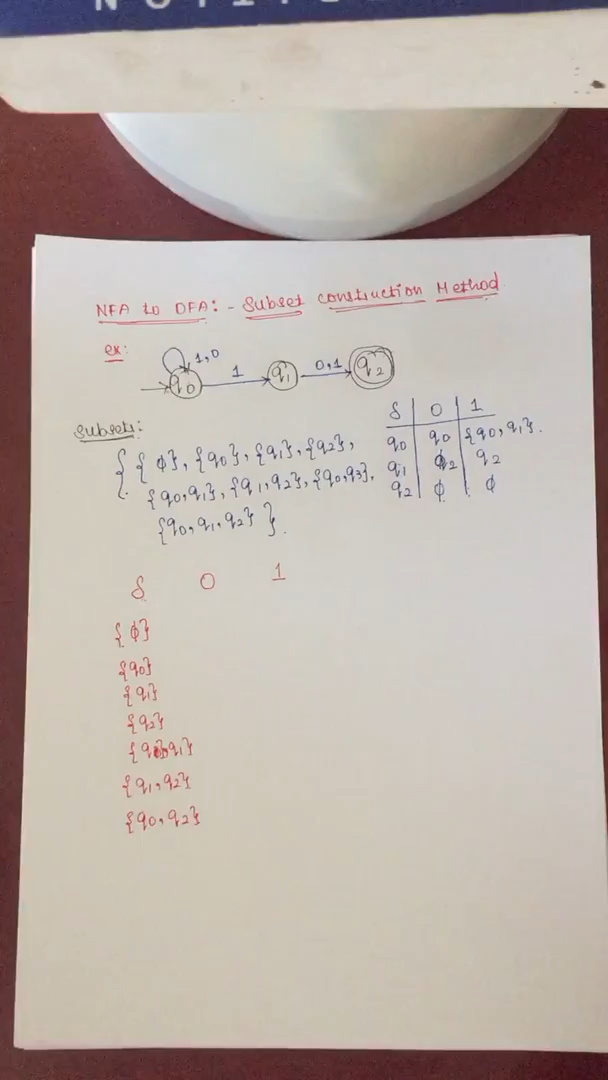 NFA to DFA: - Subset Construction Method
ex:
1,0
q0 1 q1 0,1 q2
Subsets:
{ {φ}, {q0}, {q1}, {q2},
{q0,q1}, {q1,q2}, {q0,q3},
{q0,q1,q2} }.
δ 0 1
q0 q0 {q0,q1}.
q1 q2 q2
q2 φ φ
δ 0 1
{φ}
{q0}
{q1}
{q2}
{q0,q1}
{q1,q2}
{q0,q2}